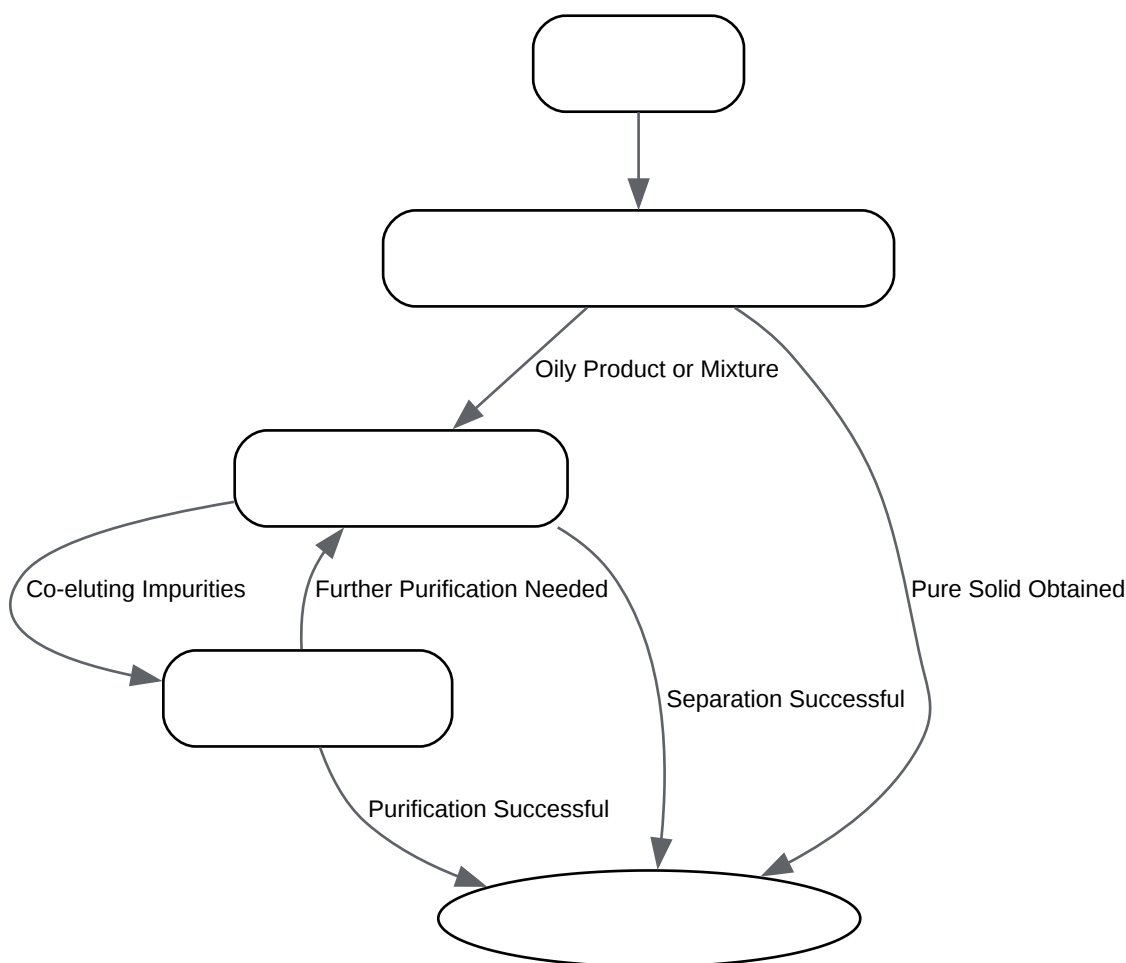 Oily Product or Mixture
Co-eluting Impurities
Further Purification Needed
Pure Solid Obtained
Separation Successful
Purification Successful